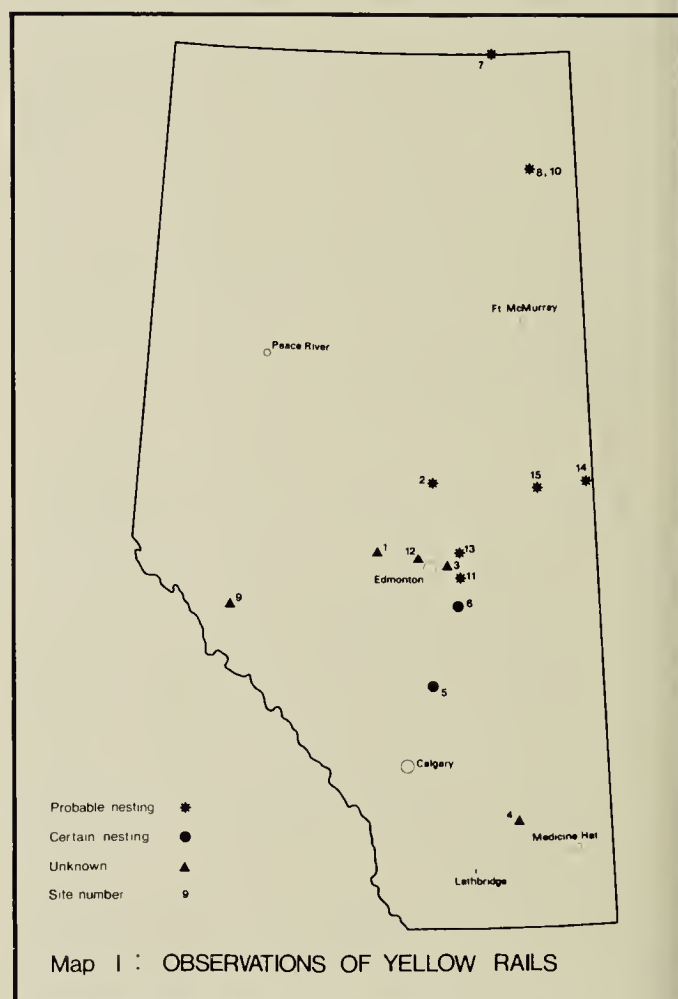 7
8, 10
Ft McMurray
Peace River
2
15
14
1
12
13
3
Edmonton
11
9
6
5
Calgary
4
Medicine Hat
Lethbridge
Probable nesting
Certain nesting
Unknown
Site number 9
Map I : OBSERVATIONS OF YELLOW RAILS